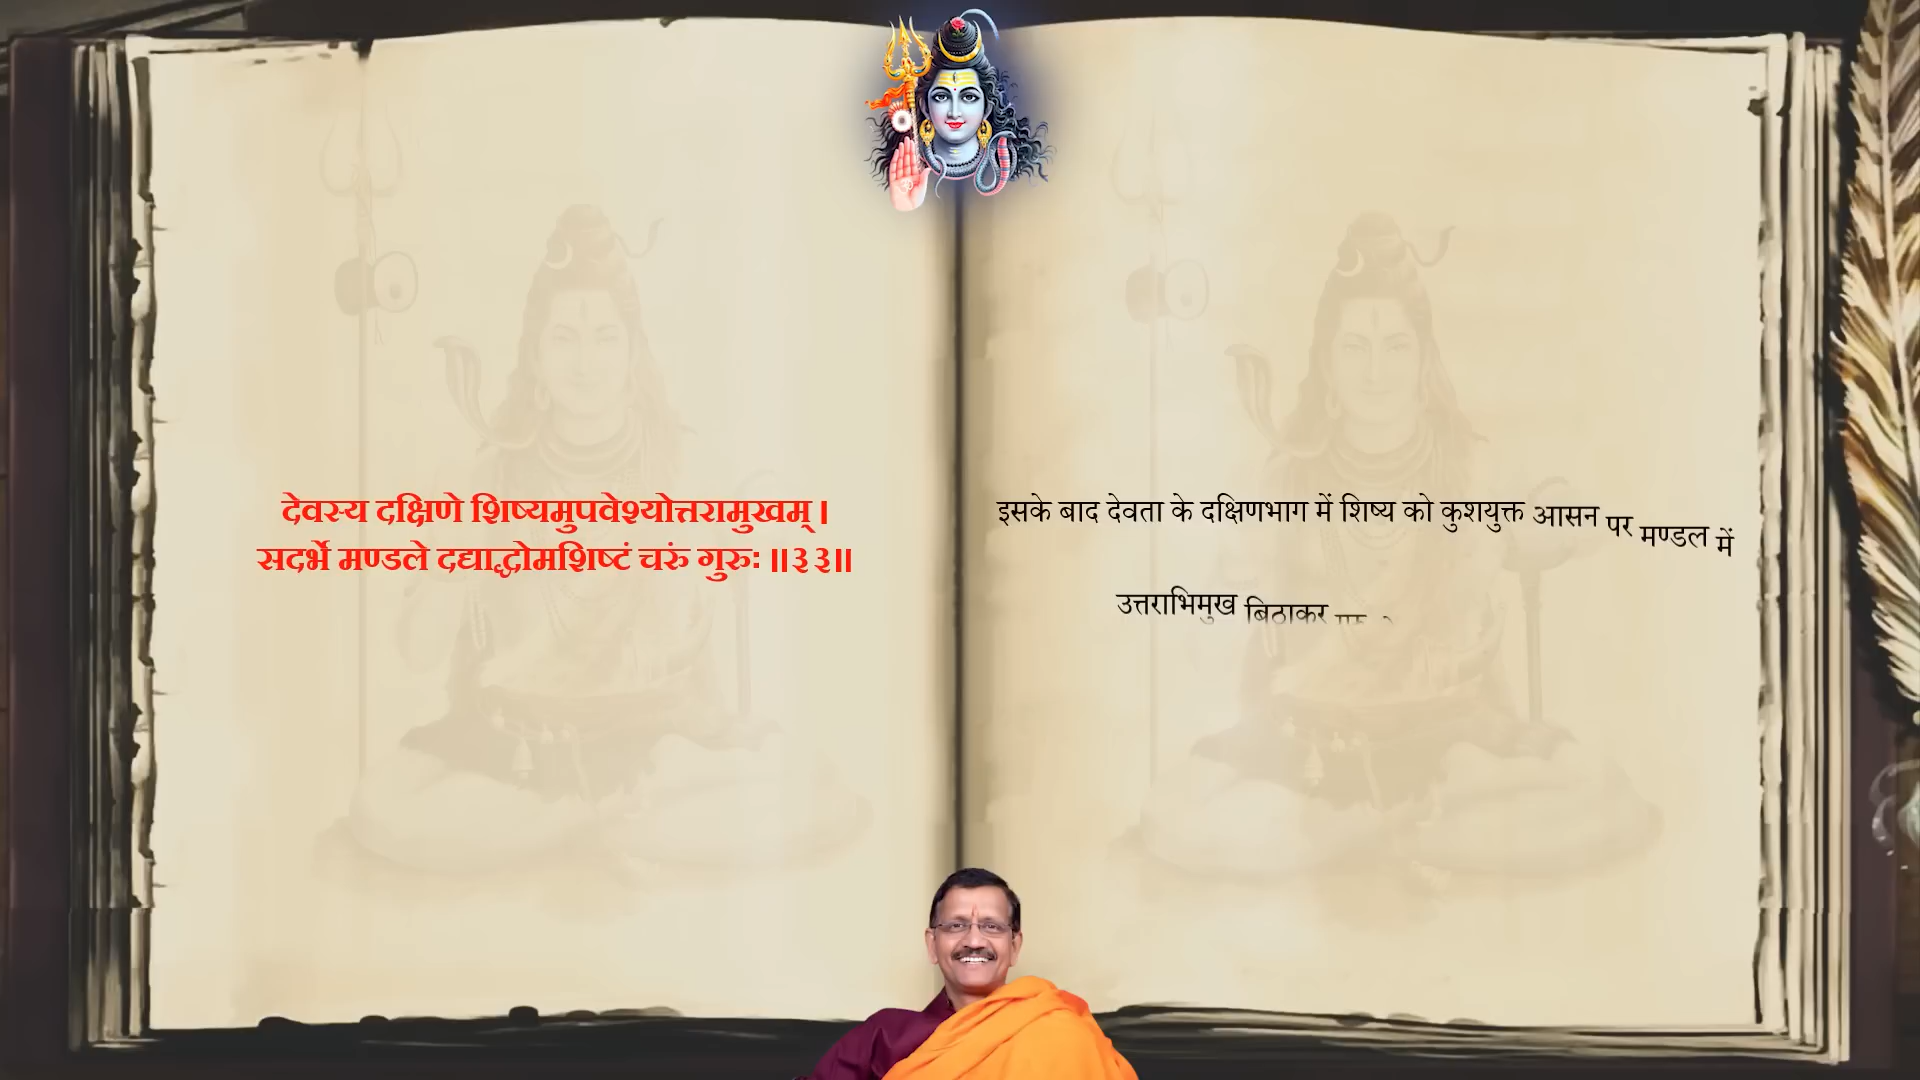 देवस्य दक्षिणे शिष्यमुपवेश्योत्तरामुखम् ।
सदर्भे मण्डले दद्याद्धोमशिष्टं चरुं गुरुः ॥३३॥
इसके बाद देवता के दक्षिणभाग में शिष्य को कुशयुक्त आसन पर मण्डल में
उत्तराभिमुख बिठाकर